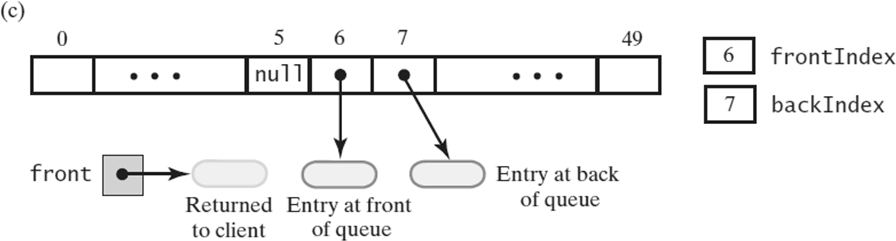 (c)
0 5 6 7 49
null
6 frontIndex
7 backIndex
front
Returned
to client
Entry at front
of queue
Entry at back
of queue